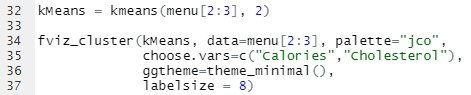 32 kMeans = kmeans(menu[2:3], 2)
33
34 fviz_cluster(kMeans, data=menu[2:3], palette="jco",
35 choose.vars=c("Calories","Cholesterol"),
36 ggtheme=theme_minimal(),
37 labelsize = 8)